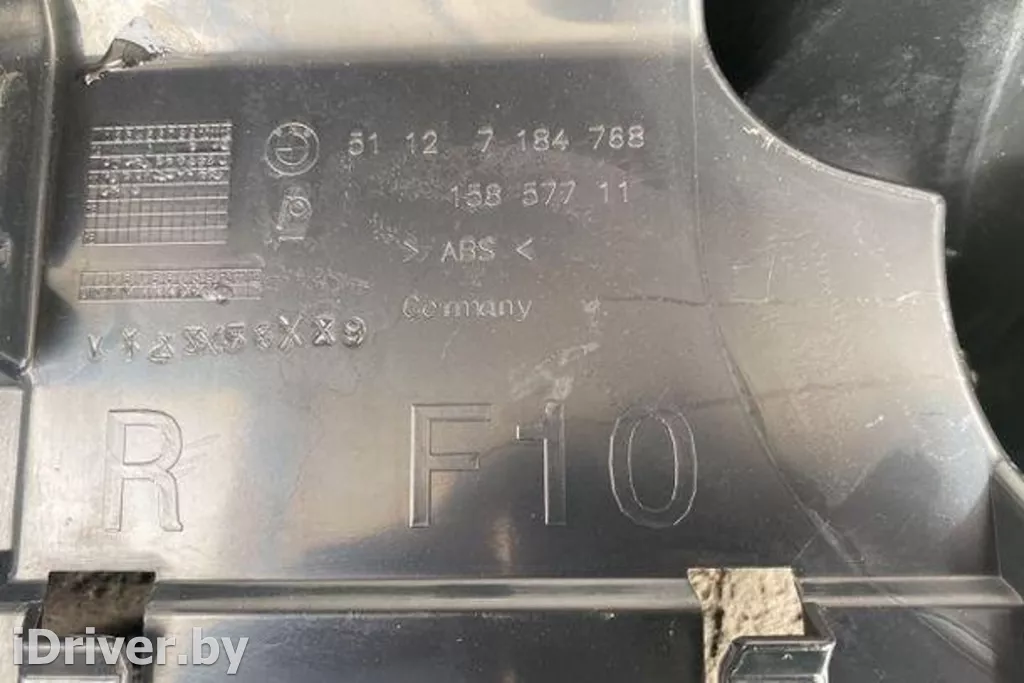 51 12 7 184 768
158 577 11
> ABS <
Germany
R F10
iDriver.by